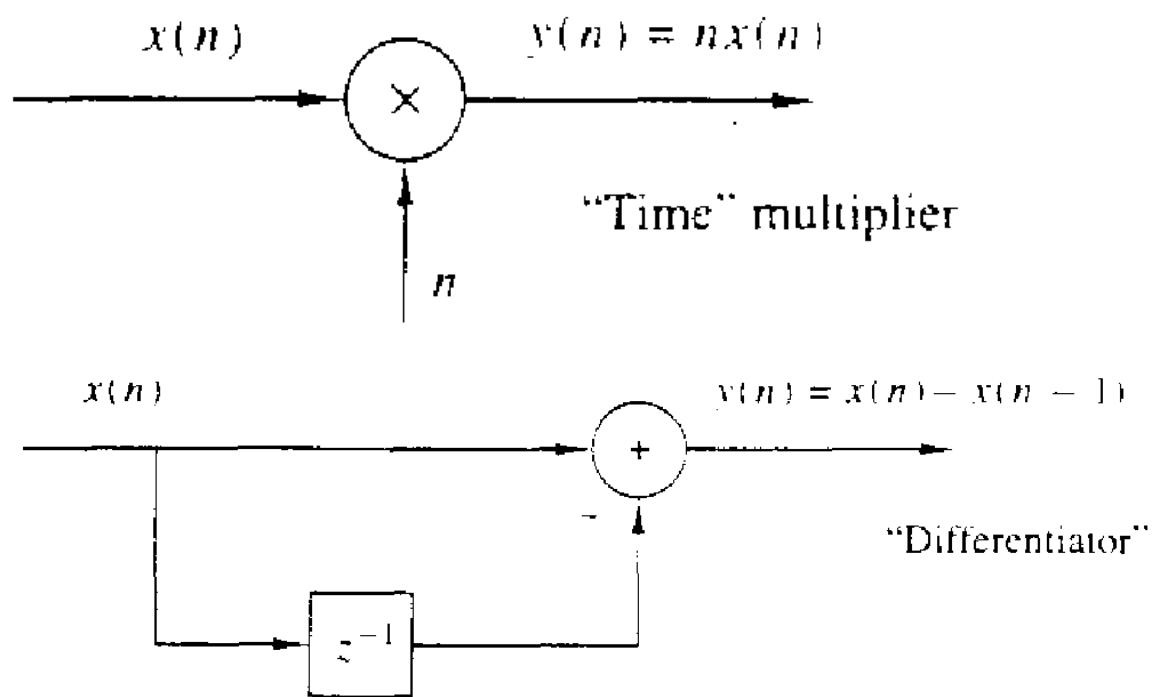 x(n) y(n) = nx(n)
×
"Time" multiplier
n
x(n) y(n) = x(n) – x(n – 1)
+
–
"Differentiator"
z⁻¹